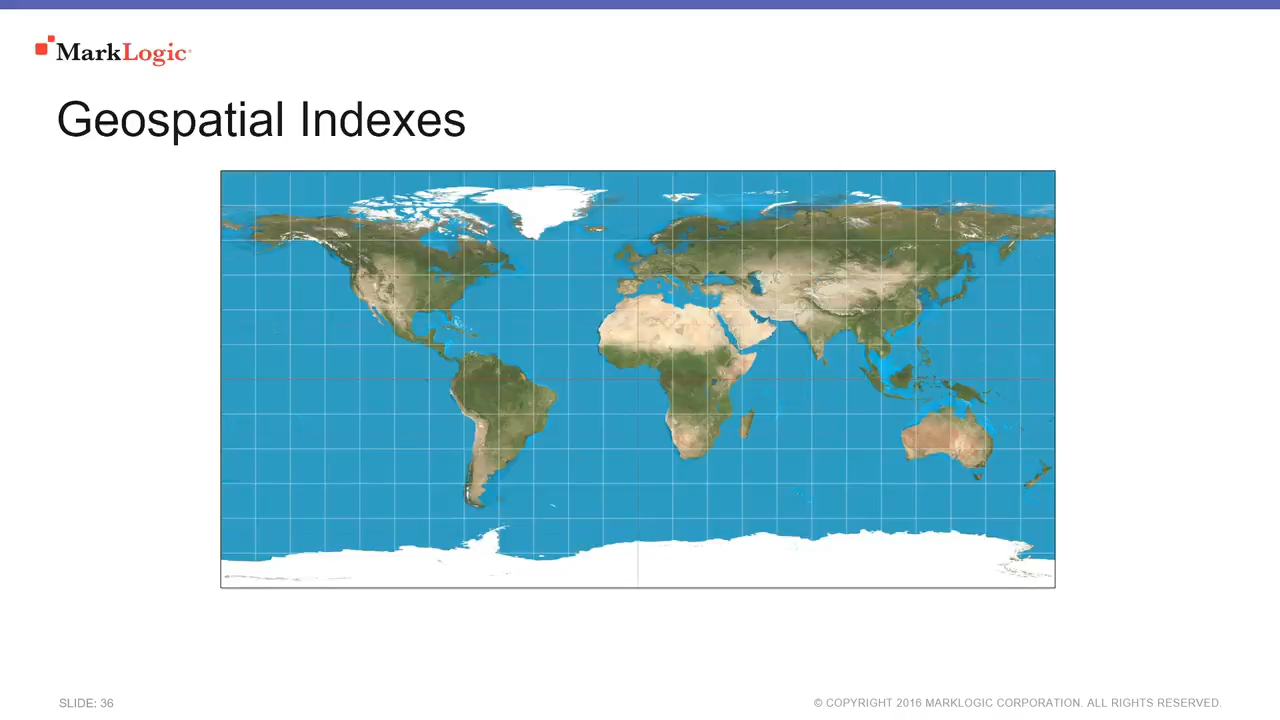 MarkLogic
Geospatial Indexes
SLIDE: 36
© COPYRIGHT 2016 MARKLOGIC CORPORATION. ALL RIGHTS RESERVED.